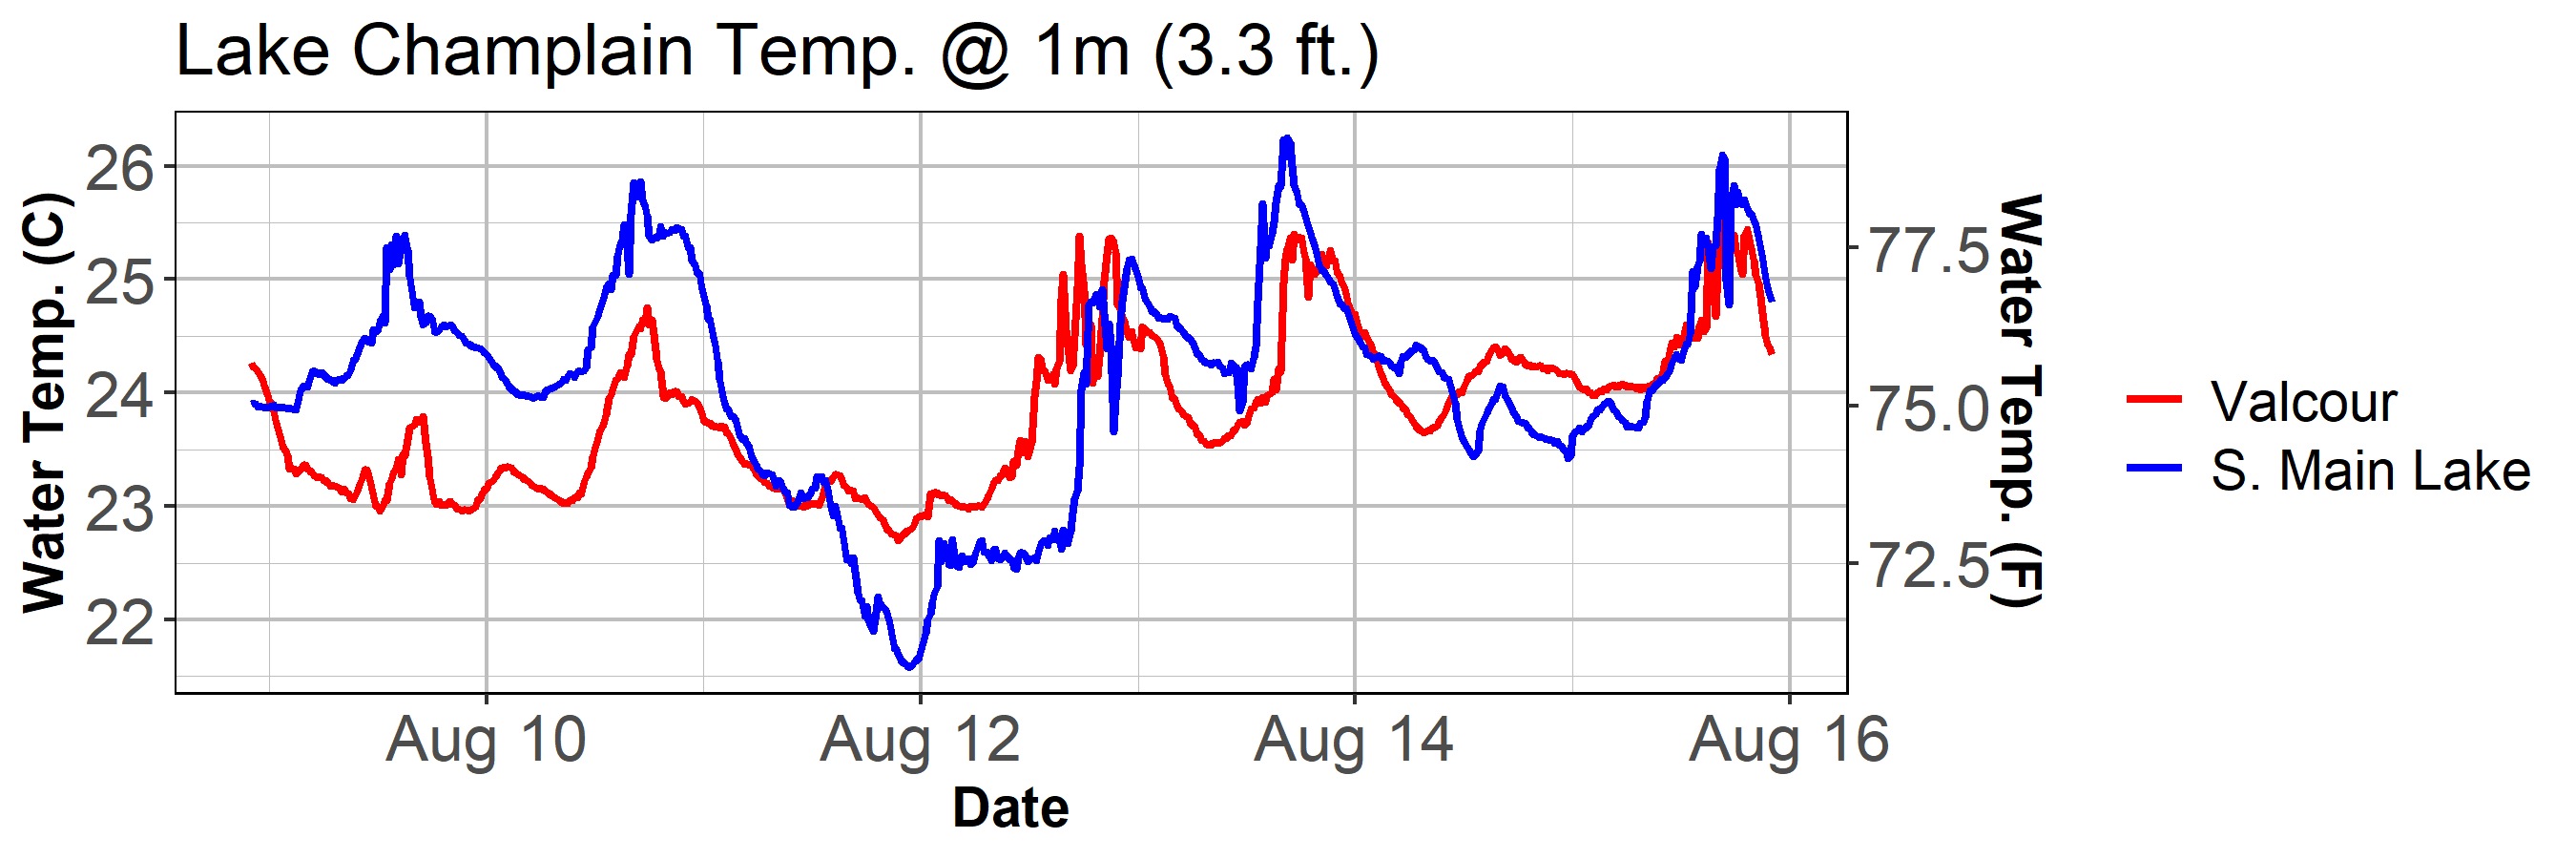 Lake Champlain Temp. @ 1m (3.3 ft.)
Water Temp. (C)
26
25
24
23
22
77.5
75.0
72.5
Water Temp. (F)
Aug 10
Aug 12
Aug 14
Aug 16
Date
Valcour
S. Main Lake